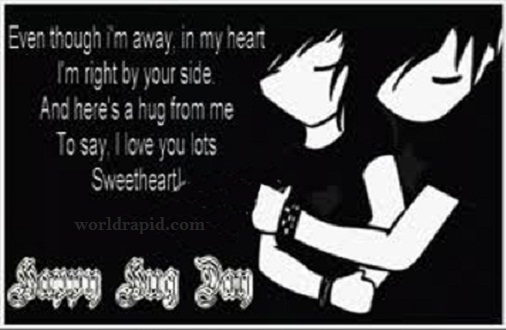 Even though i'm away, in my heart
I'm right by your side.
And here's a hug from me
To say, I love you lots
Sweetheart!
worldrapid.com
Happy Hug Day